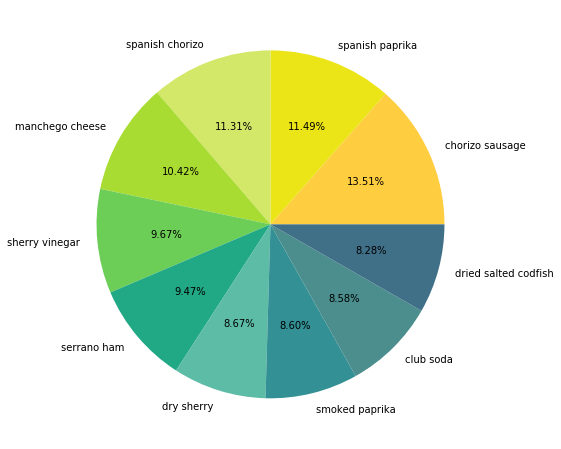 spanish chorizo
spanish paprika
manchego cheese
11.31%
11.49%
chorizo sausage
10.42%
13.51%
sherry vinegar
9.67%
8.28%
dried salted codfish
9.47%
8.58%
serrano ham
8.67%
8.60%
club soda
dry sherry
smoked paprika